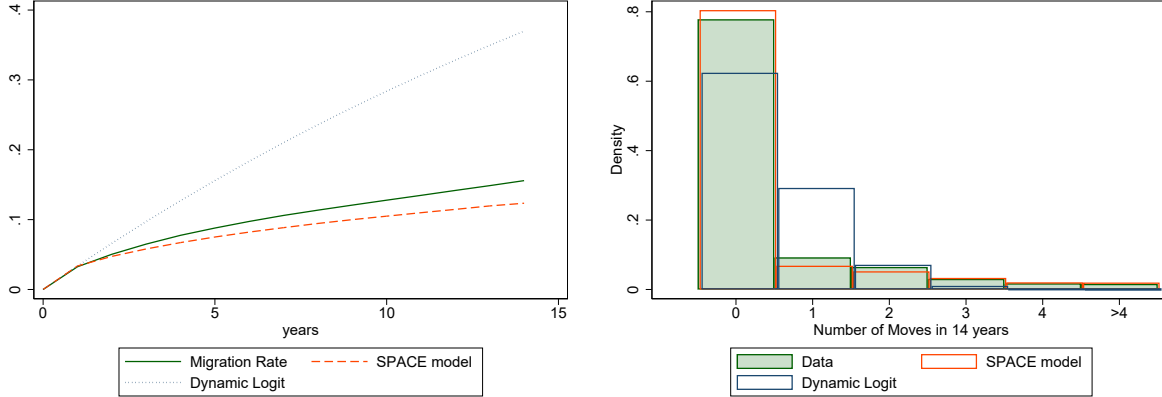 .4
.3
.2
.1
0
0 5 10 15
years
Migration Rate SPACE model
Dynamic Logit
Density
.8
.6
.4
.2
0
0 1 2 3 4 >4
Number of Moves in 14 years
Data SPACE model
Dynamic Logit